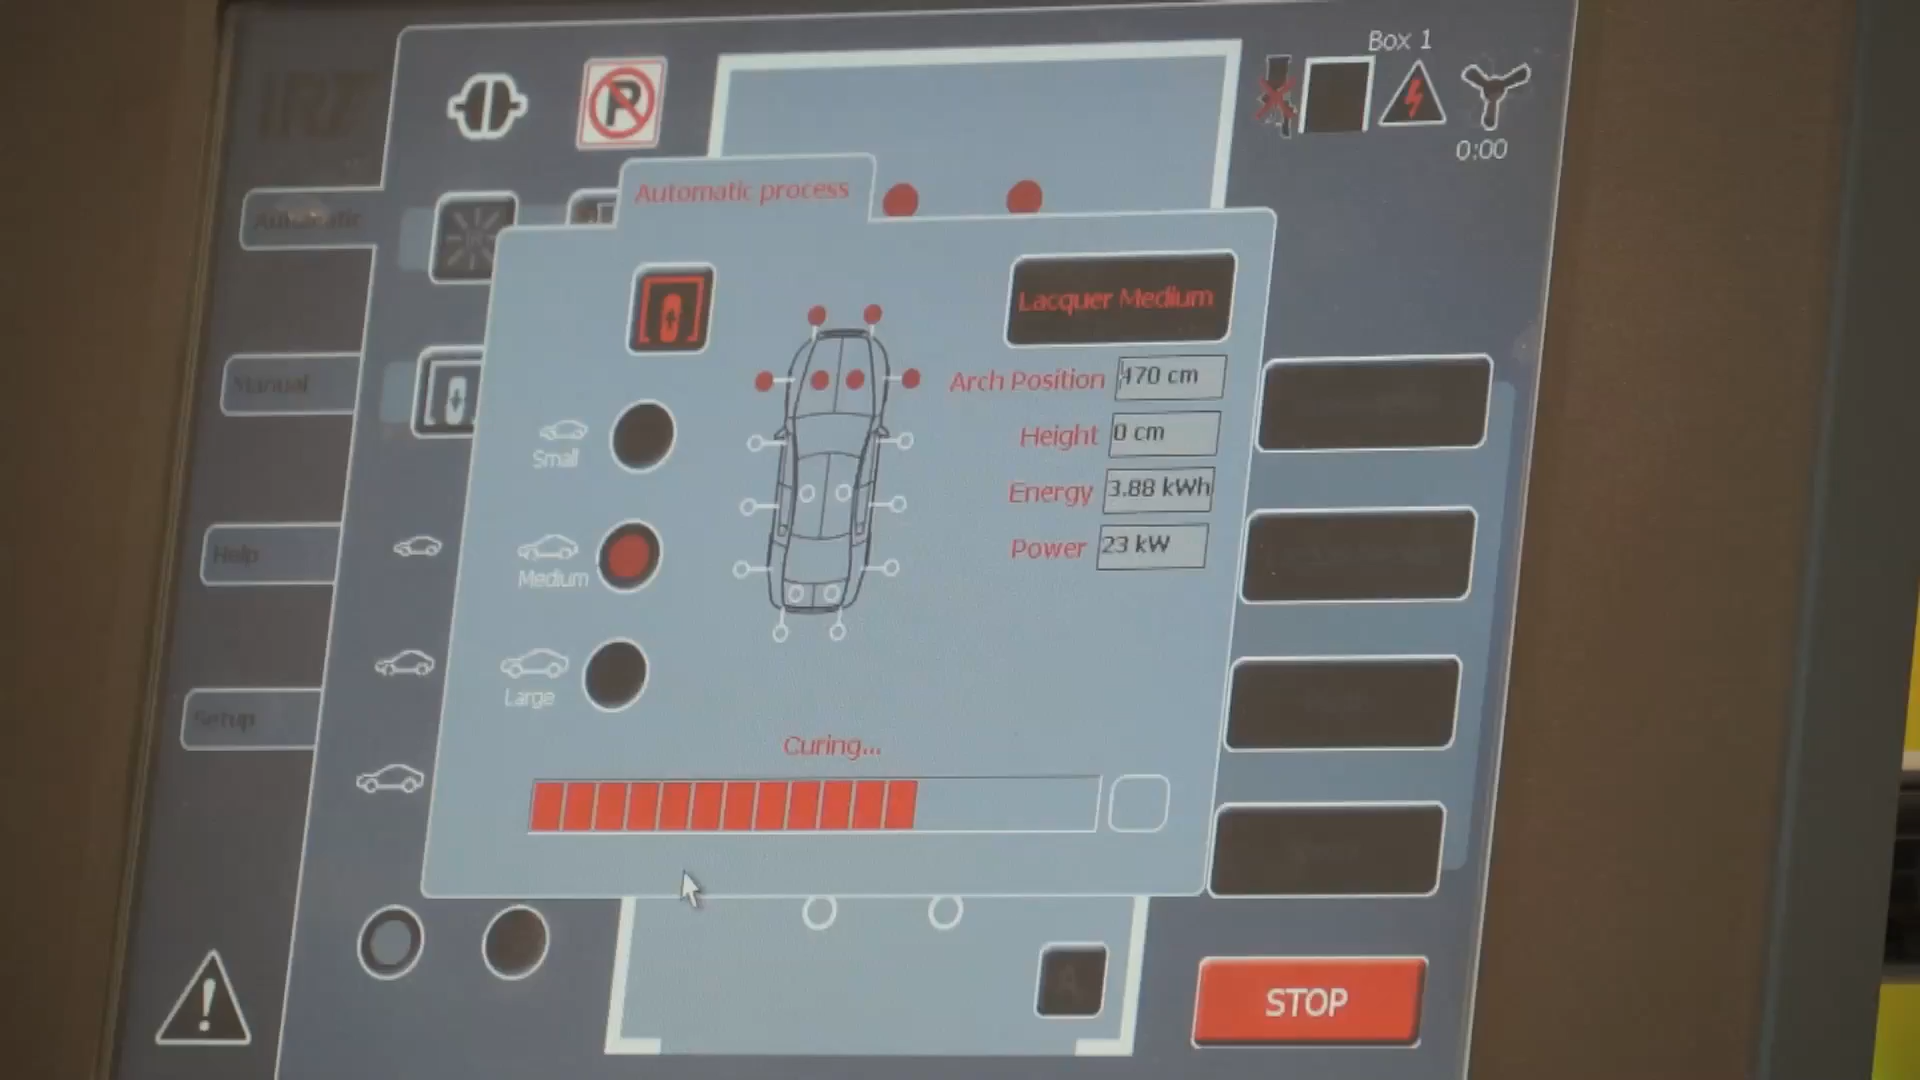 IRT
Box 1
P
0:00
Automatic process
Automatic
Lacquer Medium
Arch Position 470 cm
Manual
Height 0 cm
Small
Energy 3.88 kWh
Help
Power 23 kW
Medium
Large
Setup
Curing...
STOP